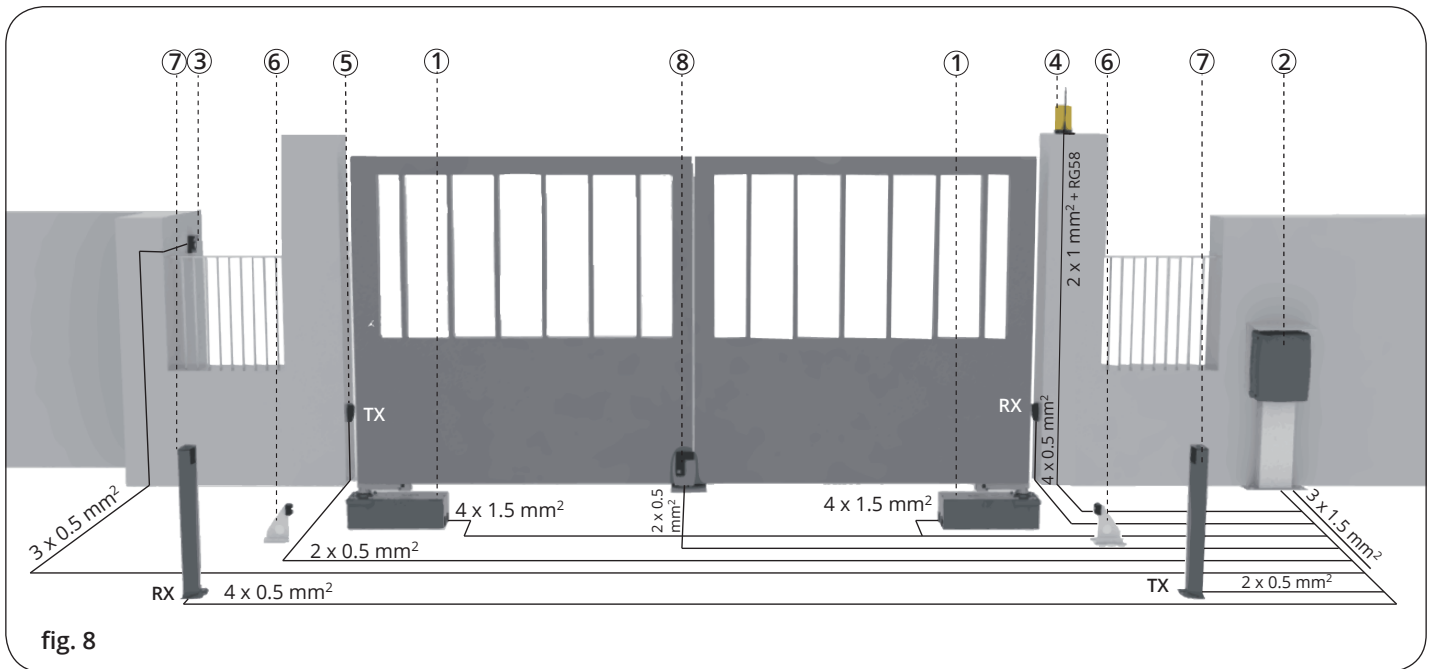 ⑦ ③ ⑥ ⑤ ① ⑧ ① ④ ⑥ ⑦ ②
2 x 1 mm² + RG58
TX
RX
4 x 0.5 mm²
3 x 0.5 mm²
4 x 1.5 mm²
2 x 0.5
mm²
4 x 1.5 mm²
3 x 1.5 mm²
2 x 0.5 mm²
RX
4 x 0.5 mm²
TX
2 x 0.5 mm²
fig. 8